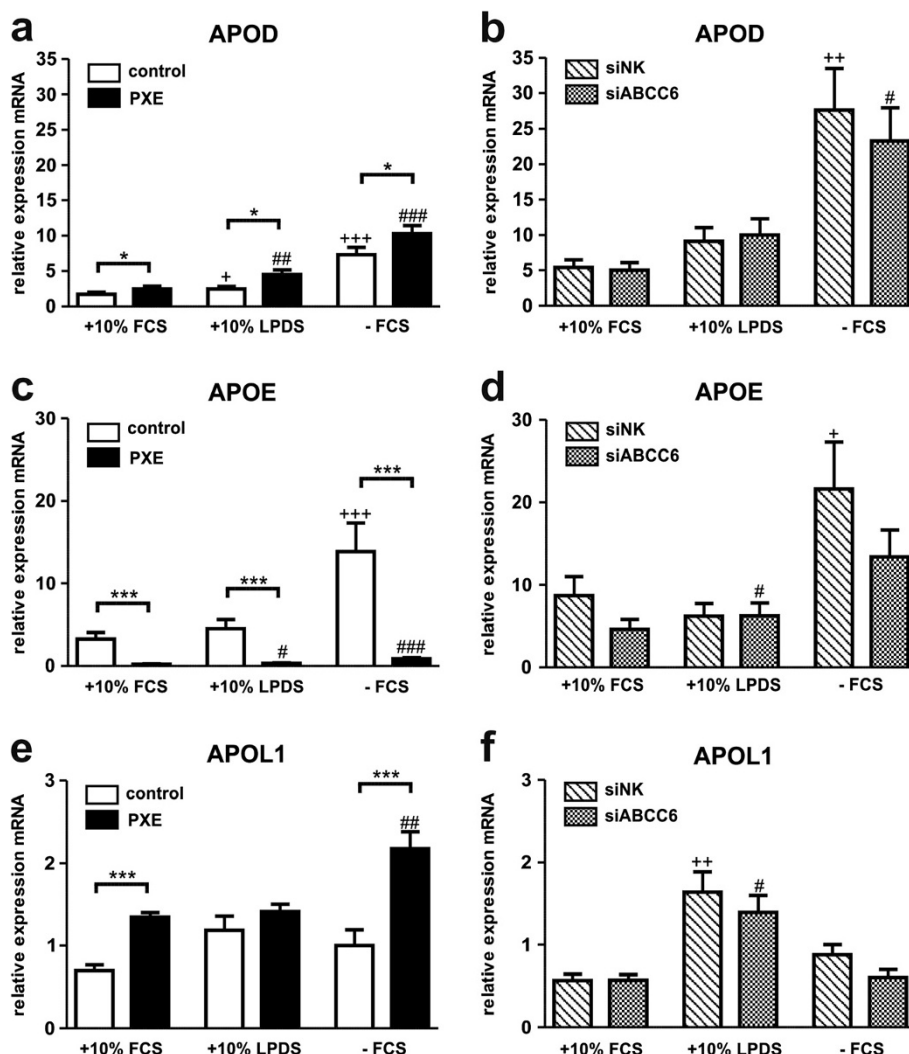 a
APOD
relative expression mRNA
35
30
25
20
15
10
5
0
control
PXE
*
*
*
+
##
+++
###
+10% FCS
+10% LPDS
- FCS
b
APOD
relative expression mRNA
35
30
25
20
15
10
5
0
siNK
siABCC6
++
#
+10% FCS
+10% LPDS
- FCS
c
APOE
relative expression mRNA
30
20
10
0
control
PXE
***
***
***
#
+++
###
+10% FCS
+10% LPDS
- FCS
d
APOE
relative expression mRNA
30
20
10
0
siNK
siABCC6
#
+
+10% FCS
+10% LPDS
- FCS
e
APOL1
relative expression mRNA
3
2
1
0
control
PXE
***
***
##
+10% FCS
+10% LPDS
- FCS
f
APOL1
relative expression mRNA
3
2
1
0
siNK
siABCC6
++
#
+10% FCS
+10% LPDS
- FCS